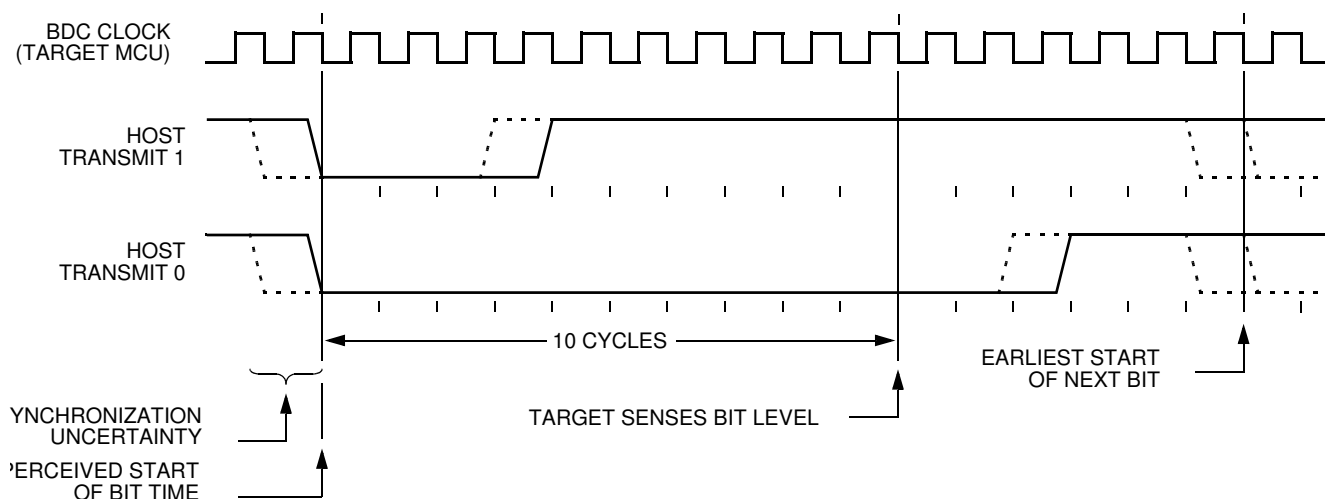 BDC CLOCK
(TARGET MCU)
HOST
TRANSMIT 1
HOST
TRANSMIT 0
10 CYCLES
EARLIEST START
OF NEXT BIT
YNCHRONIZATION
UNCERTAINTY
TARGET SENSES BIT LEVEL
PERCEIVED START
OF BIT TIME